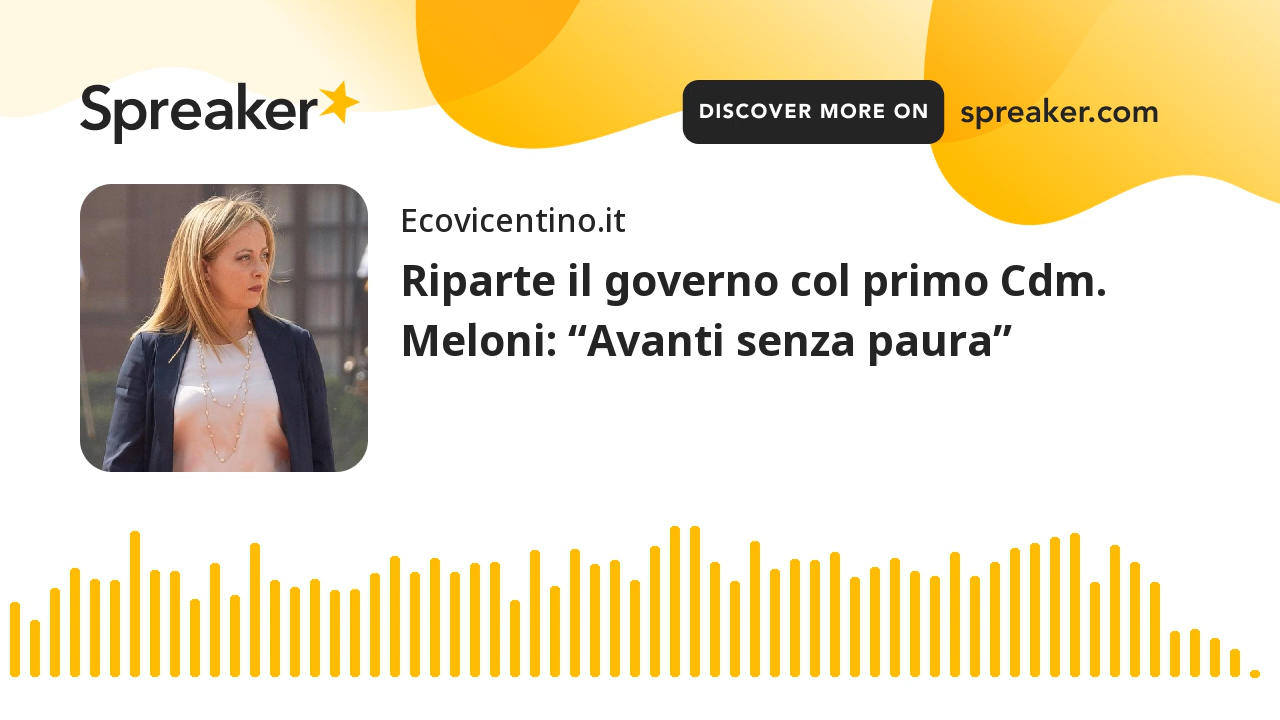 Spreaker
DISCOVER MORE ON
spreaker.com
Ecovicentino.it
Riparte il governo col primo Cdm.
Meloni: “Avanti senza paura”